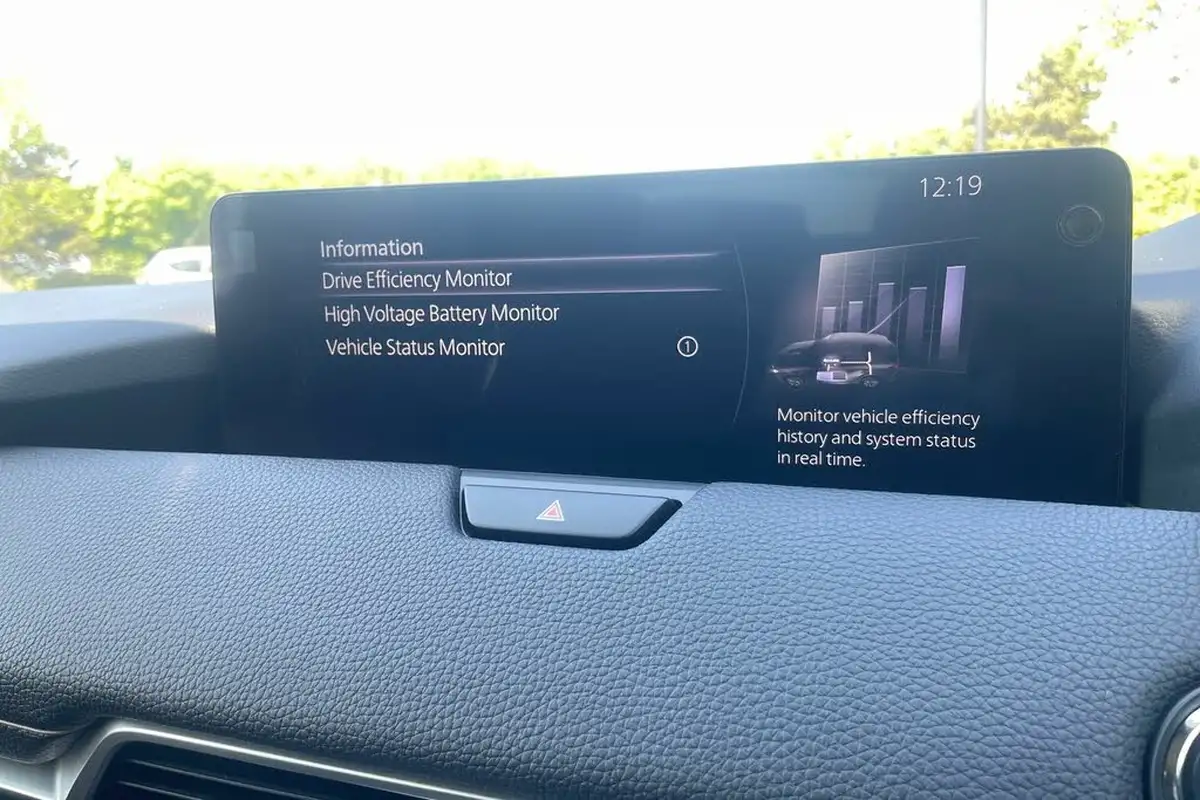 12:19
Information
Drive Efficiency Monitor
High Voltage Battery Monitor
Vehicle Status Monitor 1
Monitor vehicle efficiency
history and system status
in real time.